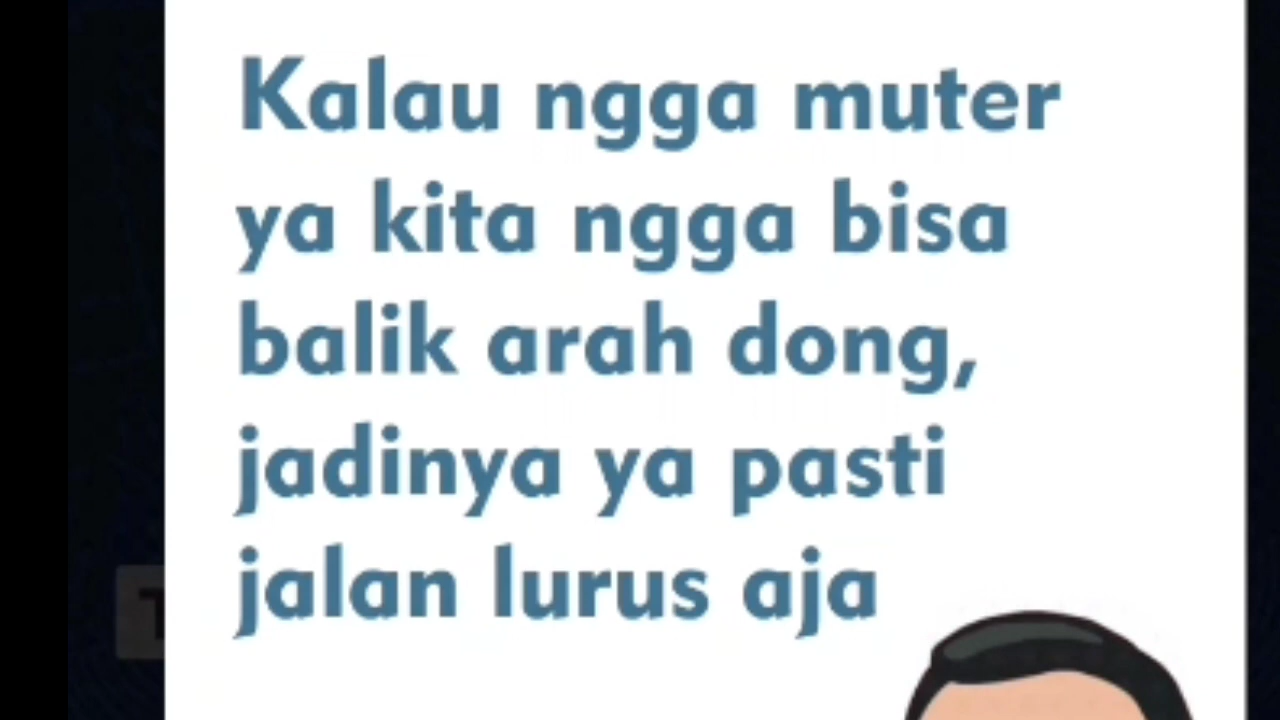 Kalau ngga muter
ya kita ngga bisa
balik arah dong,
jadinya ya pasti
jalan lurus aja